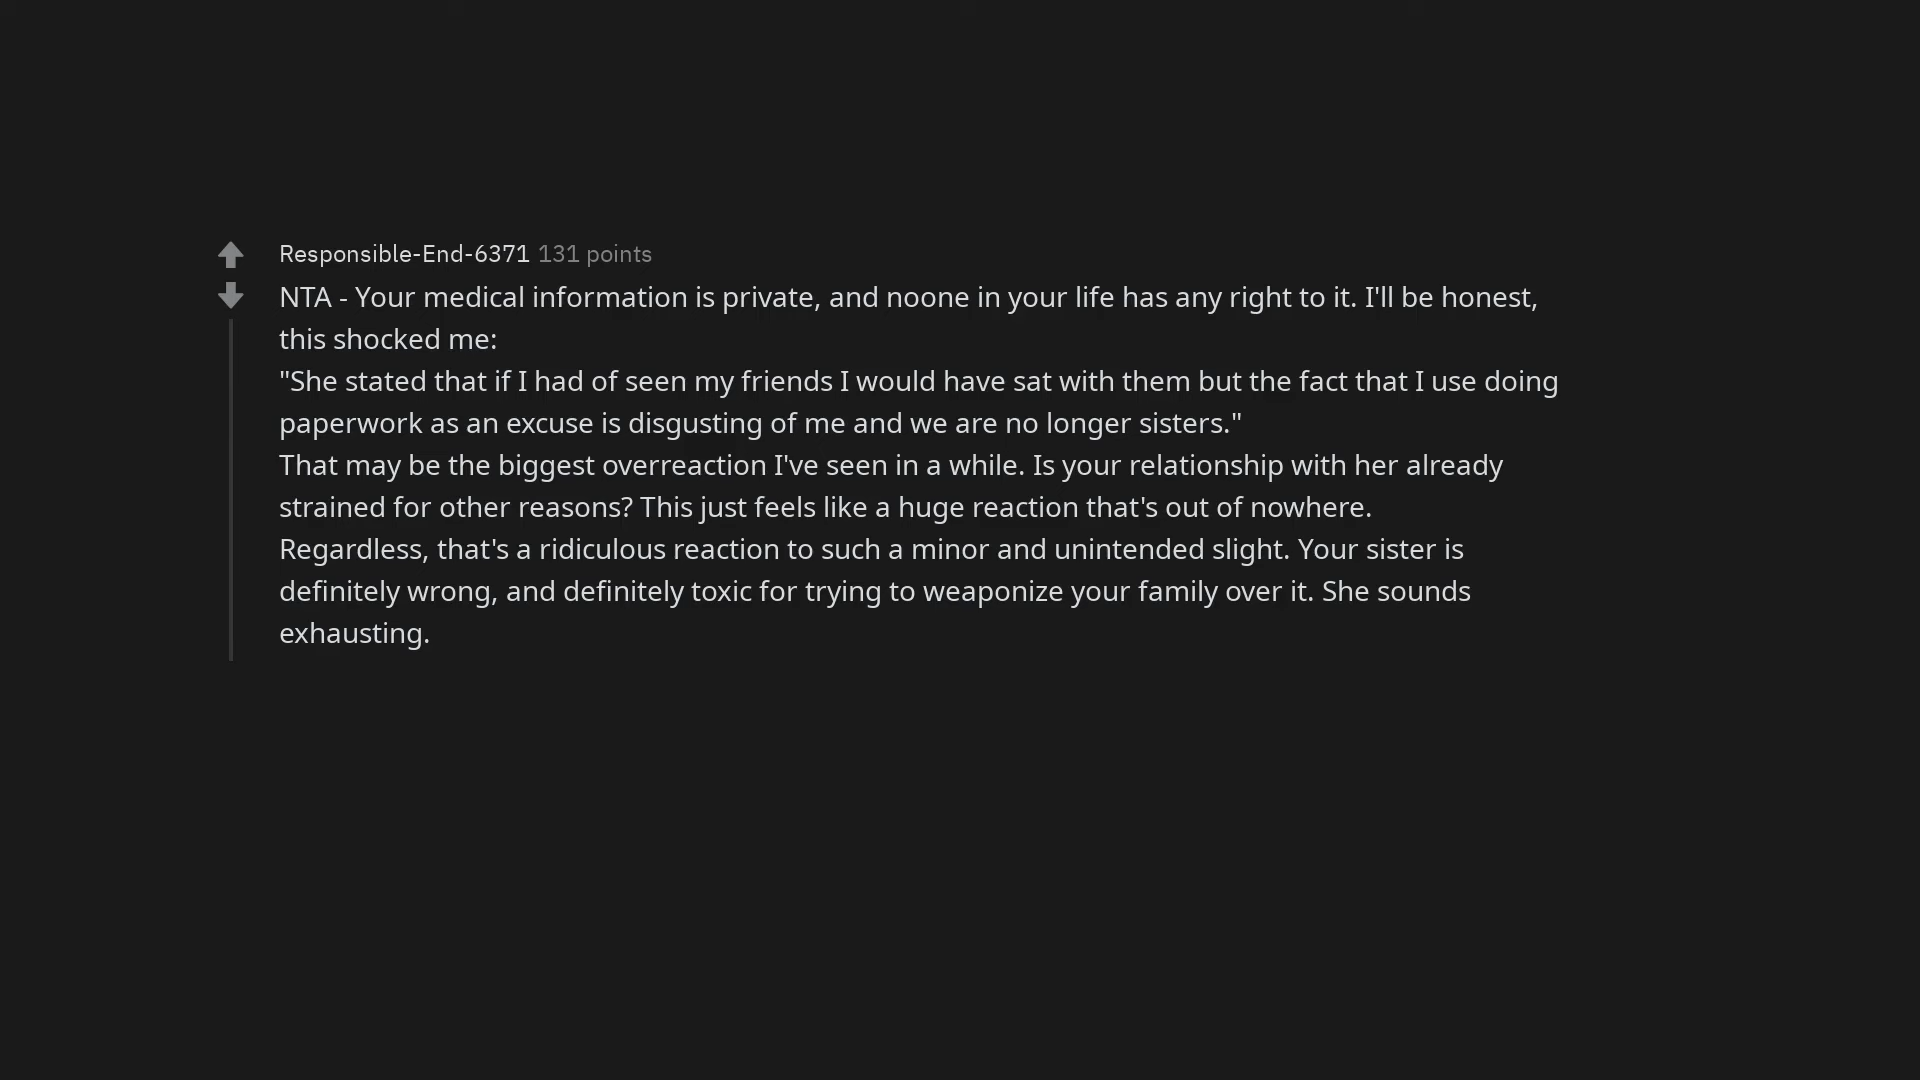 Responsible-End-6371 131 points
NTA - Your medical information is private, and noone in your life has any right to it. I'll be honest,
this shocked me:
"She stated that if I had of seen my friends I would have sat with them but the fact that I use doing
paperwork as an excuse is disgusting of me and we are no longer sisters."
That may be the biggest overreaction I've seen in a while. Is your relationship with her already
strained for other reasons? This just feels like a huge reaction that's out of nowhere.
Regardless, that's a ridiculous reaction to such a minor and unintended slight. Your sister is
definitely wrong, and definitely toxic for trying to weaponize your family over it. She sounds
exhausting.